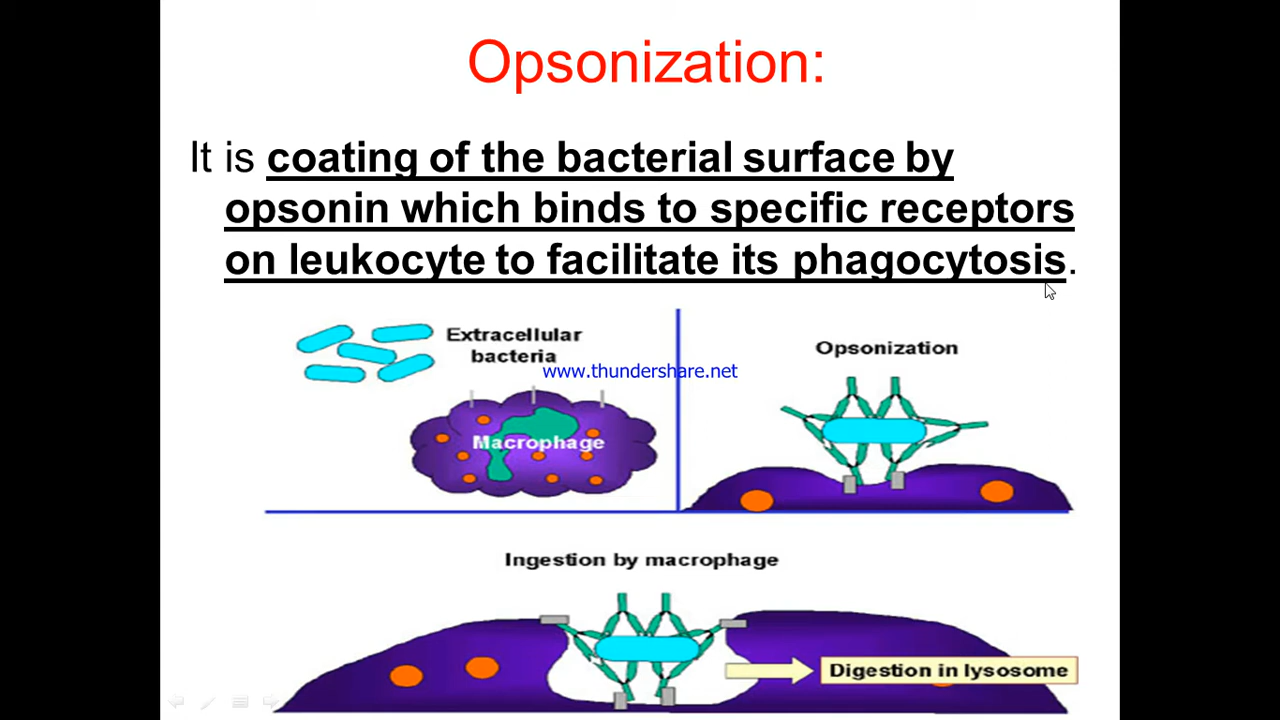 Opsonization:
It is coating of the bacterial surface by
opsonin which binds to specific receptors
on leukocyte to facilitate its phagocytosis.
Extracellular
bacteria
www.thundershare.net
Macrophage
Opsonization
Ingestion by macrophage
Digestion in lysosome